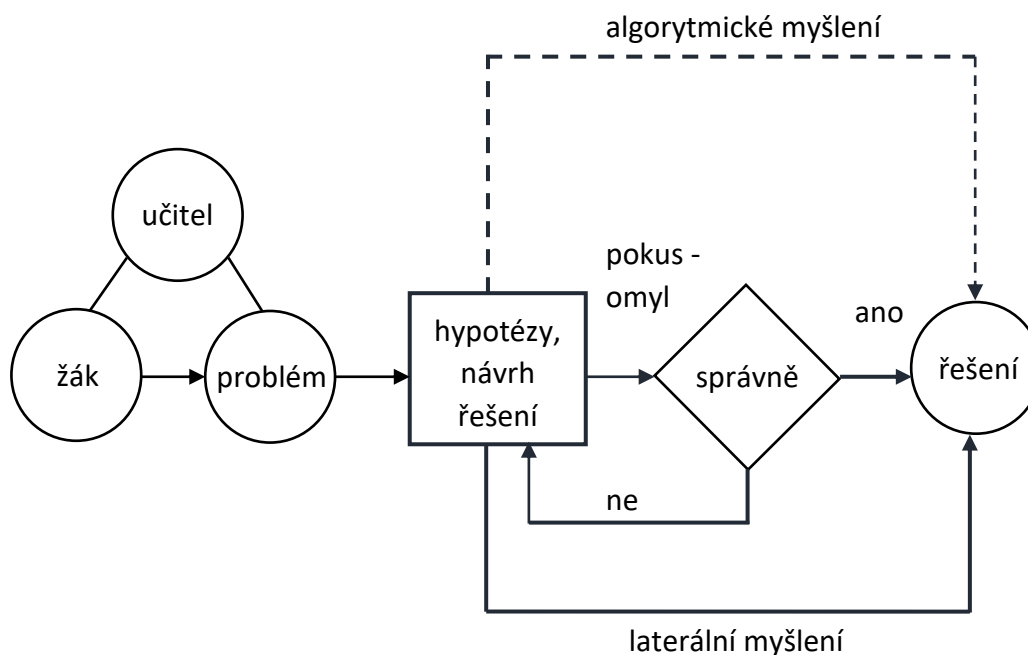 algorytmické myšlení
učitel
pokus -
omyl
ano
žák
problém
hypotézy,
návrh
řešení
správně
řešení
ne
laterální myšlení